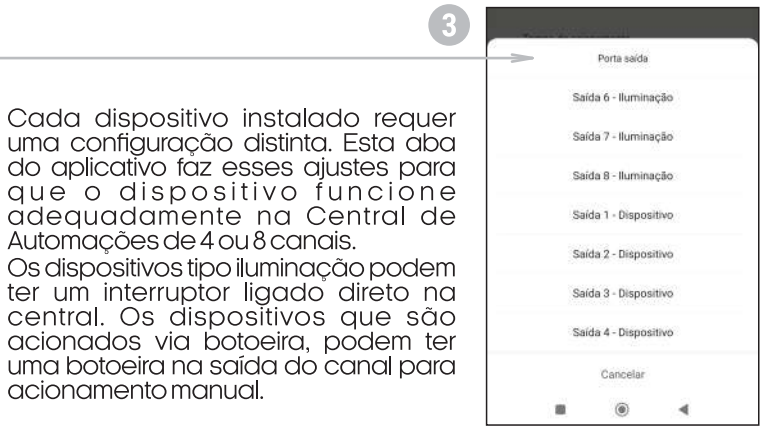 3
Cada dispositivo instalado requer
uma configuração distinta. Esta aba
do aplicativo faz esses ajustes para
que o dispositivo funcione
adequadamente na Central de
Automações de 4 ou 8 canais.
Os dispositivos tipo iluminação podem
ter um interruptor ligado direto na
central. Os dispositivos que são
acionados via botoeira, podem ter
uma botoeira na saída do canal para
acionamento manual.
Porta saída
Saída 6 - Iluminação
Saída 7 - Iluminação
Saída 8 - Iluminação
Saída 1 - Dispositivo
Saída 2 - Dispositivo
Saída 3 - Dispositivo
Saída 4 - Dispositivo
Cancelar